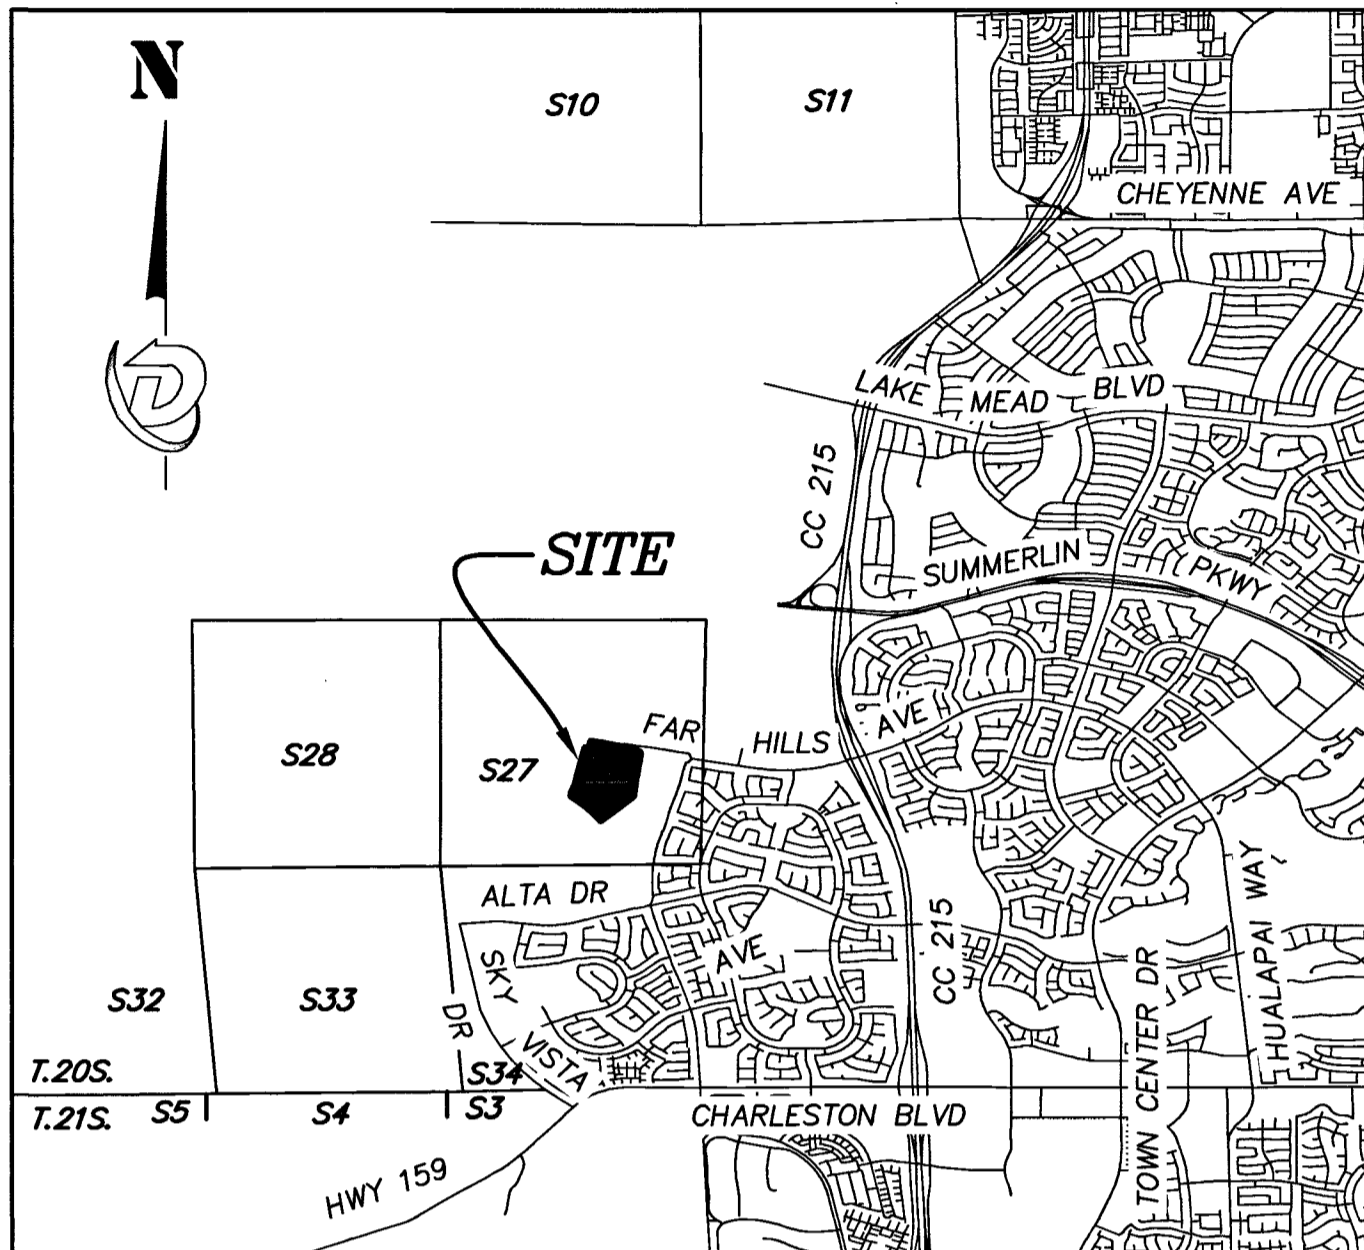 N
S10
S11
CHEYENNE AVE
LAKE MEAD BLVD
CC 215
SITE
SUMMERLIN PKWY
FAR HILLS AVE
S28
S27
ALTA DR
SKY VISTA DR
AVE
CC 215
TOWN CENTER DR
HUALAPAI WAY
S32
S33
S34
T.20S.
T.21S.
S5
S4
S3
CHARLESTON BLVD
HWY 159